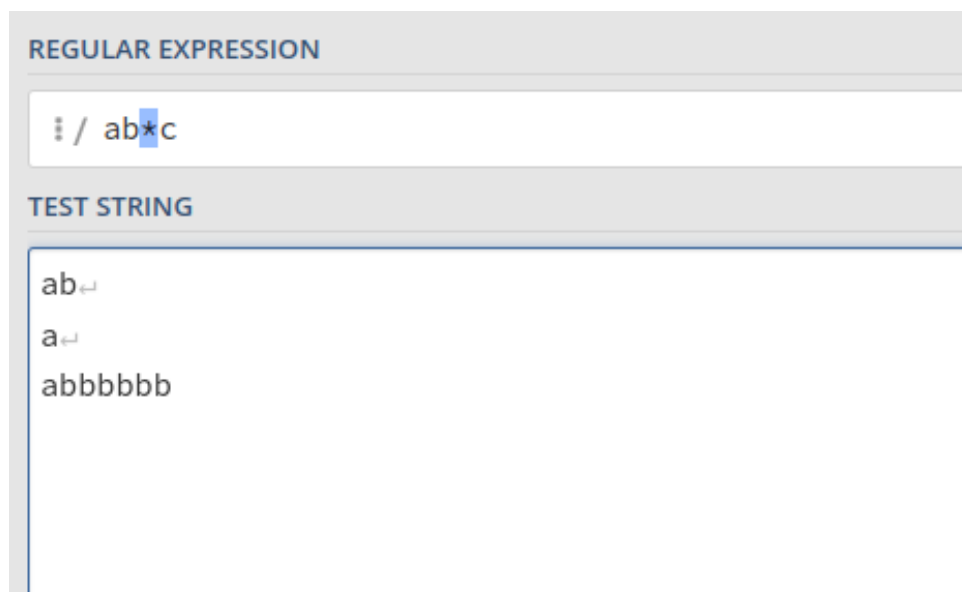 REGULAR EXPRESSION
⁝ / ab*c
TEST STRING
ab↵
a↵
abbbbbb